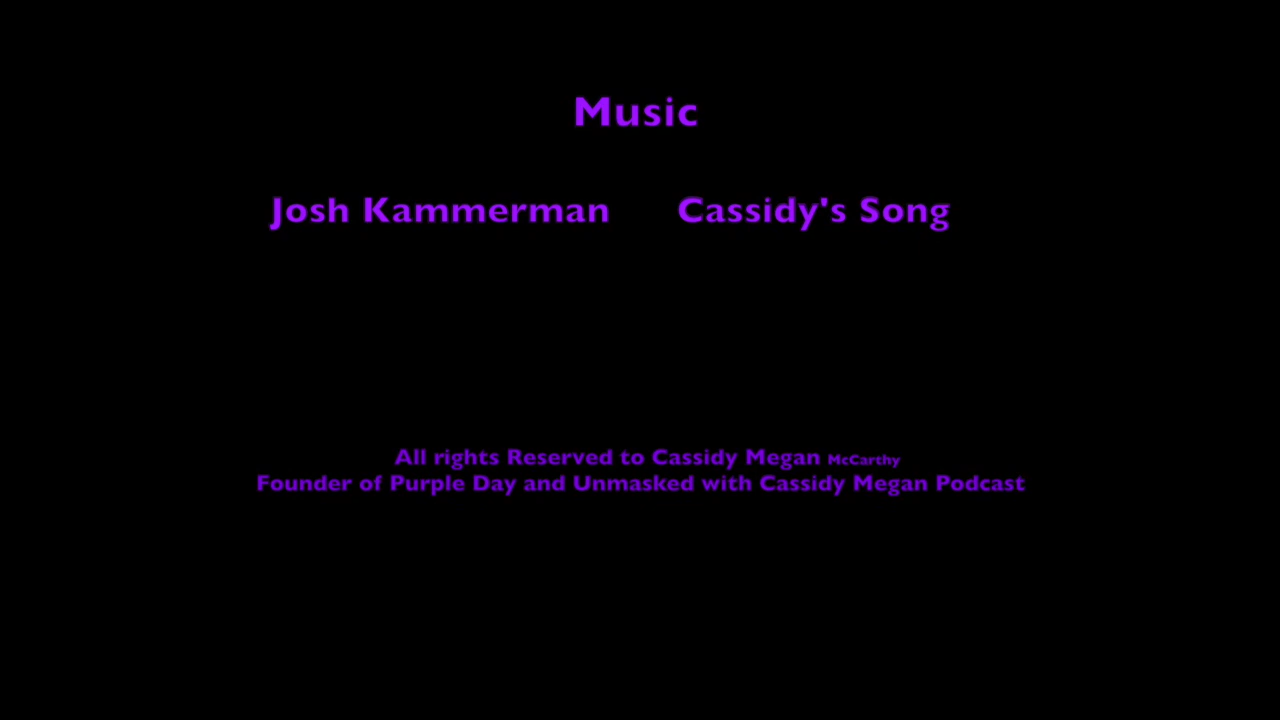 Music
Josh Kammerman Cassidy's Song
All rights Reserved to Cassidy Megan McCarthy
Founder of Purple Day and Unmasked with Cassidy Megan Podcast